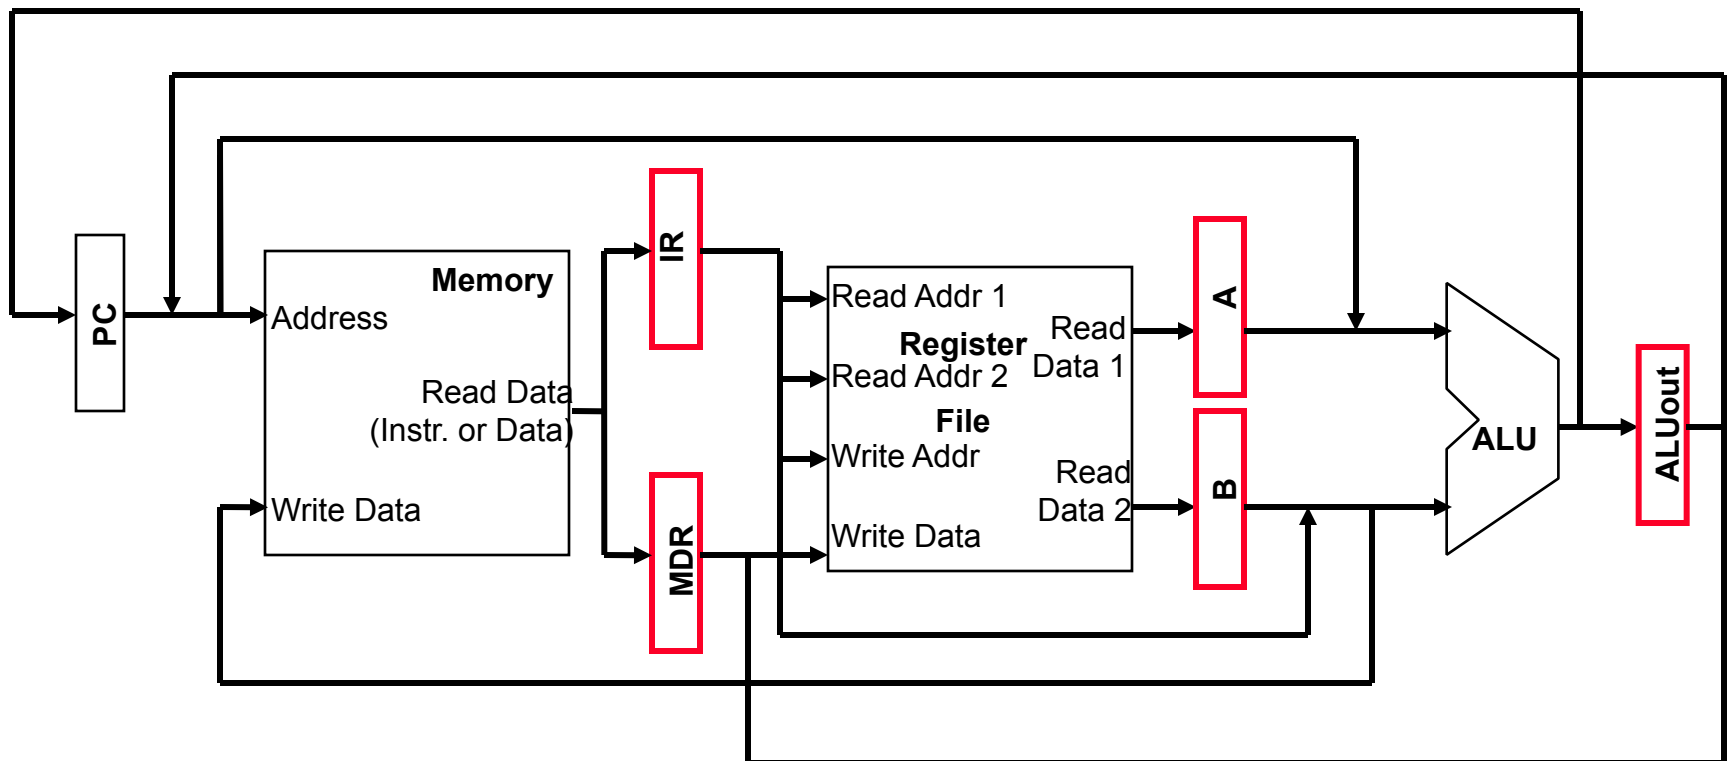 PC
Memory
Address
Read Data
(Instr. or Data)
Write Data
IR
MDR
Read Addr 1
Register
Read Addr 2
File
Write Addr
Write Data
Read
Data 1
Read
Data 2
A
B
ALU
ALUout